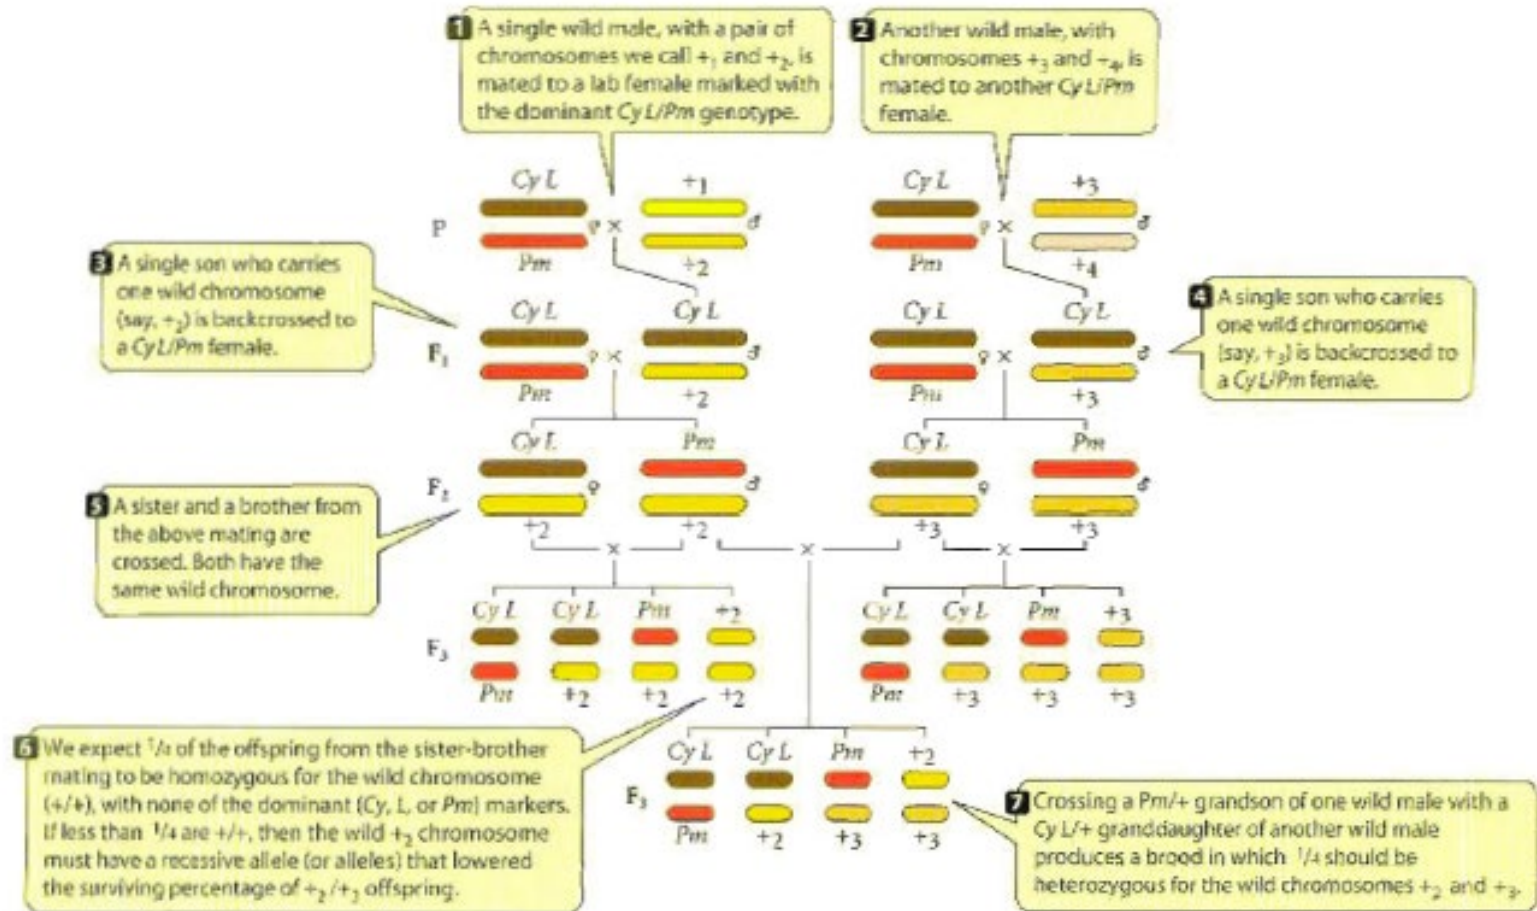 1 A single wild male, with a pair of
chromosomes we call +1 and +2, is
mated to a lab female marked with
the dominant Cy L/Pm genotype.
2 Another wild male, with
chromosomes +3 and +4, is
mated to another Cy L/Pm
female.
Cy L +1 Cy L +3
P ♀ × ♂ ♀ × ♂
Pm +2 Pm +4
3 A single son who carries
one wild chromosome
(say, +2) is backcrossed to
a Cy L/Pm female.
4 A single son who carries
one wild chromosome
(say, +3) is backcrossed to
a Cy L/Pm female.
Cy L Cy L Cy L Cy L
F1 ♀ × ♂ ♀ × ♂
Pm +2 Pm +3
Cy L Pm Cy L Pm
F2 ♀ ♂ ♀ ♂
+2 +2 +3 +3
× × ×
5 A sister and a brother from
the above mating are
crossed. Both have the
same wild chromosome.
Cy L Cy L Pm +2 Cy L Cy L Pm +3
F3
Pm +2 +2 +2 Pm +3 +3 +3
6 We expect 1/4 of the offspring from the sister-brother
mating to be homozygous for the wild chromosome
(+/+), with none of the dominant (Cy, L, or Pm) markers.
If less than 1/4 are +/+, then the wild +2 chromosome
must have a recessive allele (or alleles) that lowered
the surviving percentage of +2/+2 offspring.
Cy L Cy L Pm +2
F3
Pm +2 +3 +3
7 Crossing a Pm/+ grandson of one wild male with a
Cy L/+ granddaughter of another wild male
produces a brood in which 1/4 should be
heterozygous for the wild chromosomes +2 and +3.